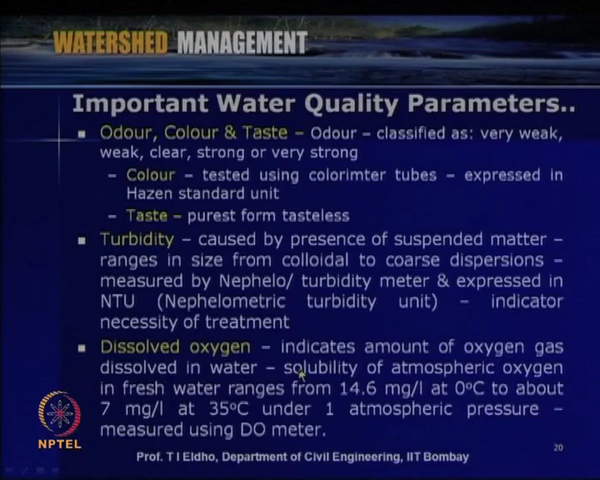 WATERSHED MANAGEMENT
Important Water Quality Parameters..
▪ Odour, Colour & Taste – Odour – classified as: very weak,
weak, clear, strong or very strong
– Colour – tested using colorimter tubes – expressed in
Hazen standard unit
– Taste – purest form tasteless
▪ Turbidity – caused by presence of suspended matter –
ranges in size from colloidal to coarse dispersions –
measured by Nephelo/ turbidity meter & expressed in
NTU (Nephelometric turbidity unit) – indicator
necessity of treatment
▪ Dissolved oxygen – indicates amount of oxygen gas
dissolved in water – solubility of atmospheric oxygen
in fresh water ranges from 14.6 mg/l at 0ºC to about
7 mg/l at 35ºC under 1 atmospheric pressure –
measured using DO meter.
NPTEL
Prof. T I Eldho, Department of Civil Engineering, IIT Bombay
20